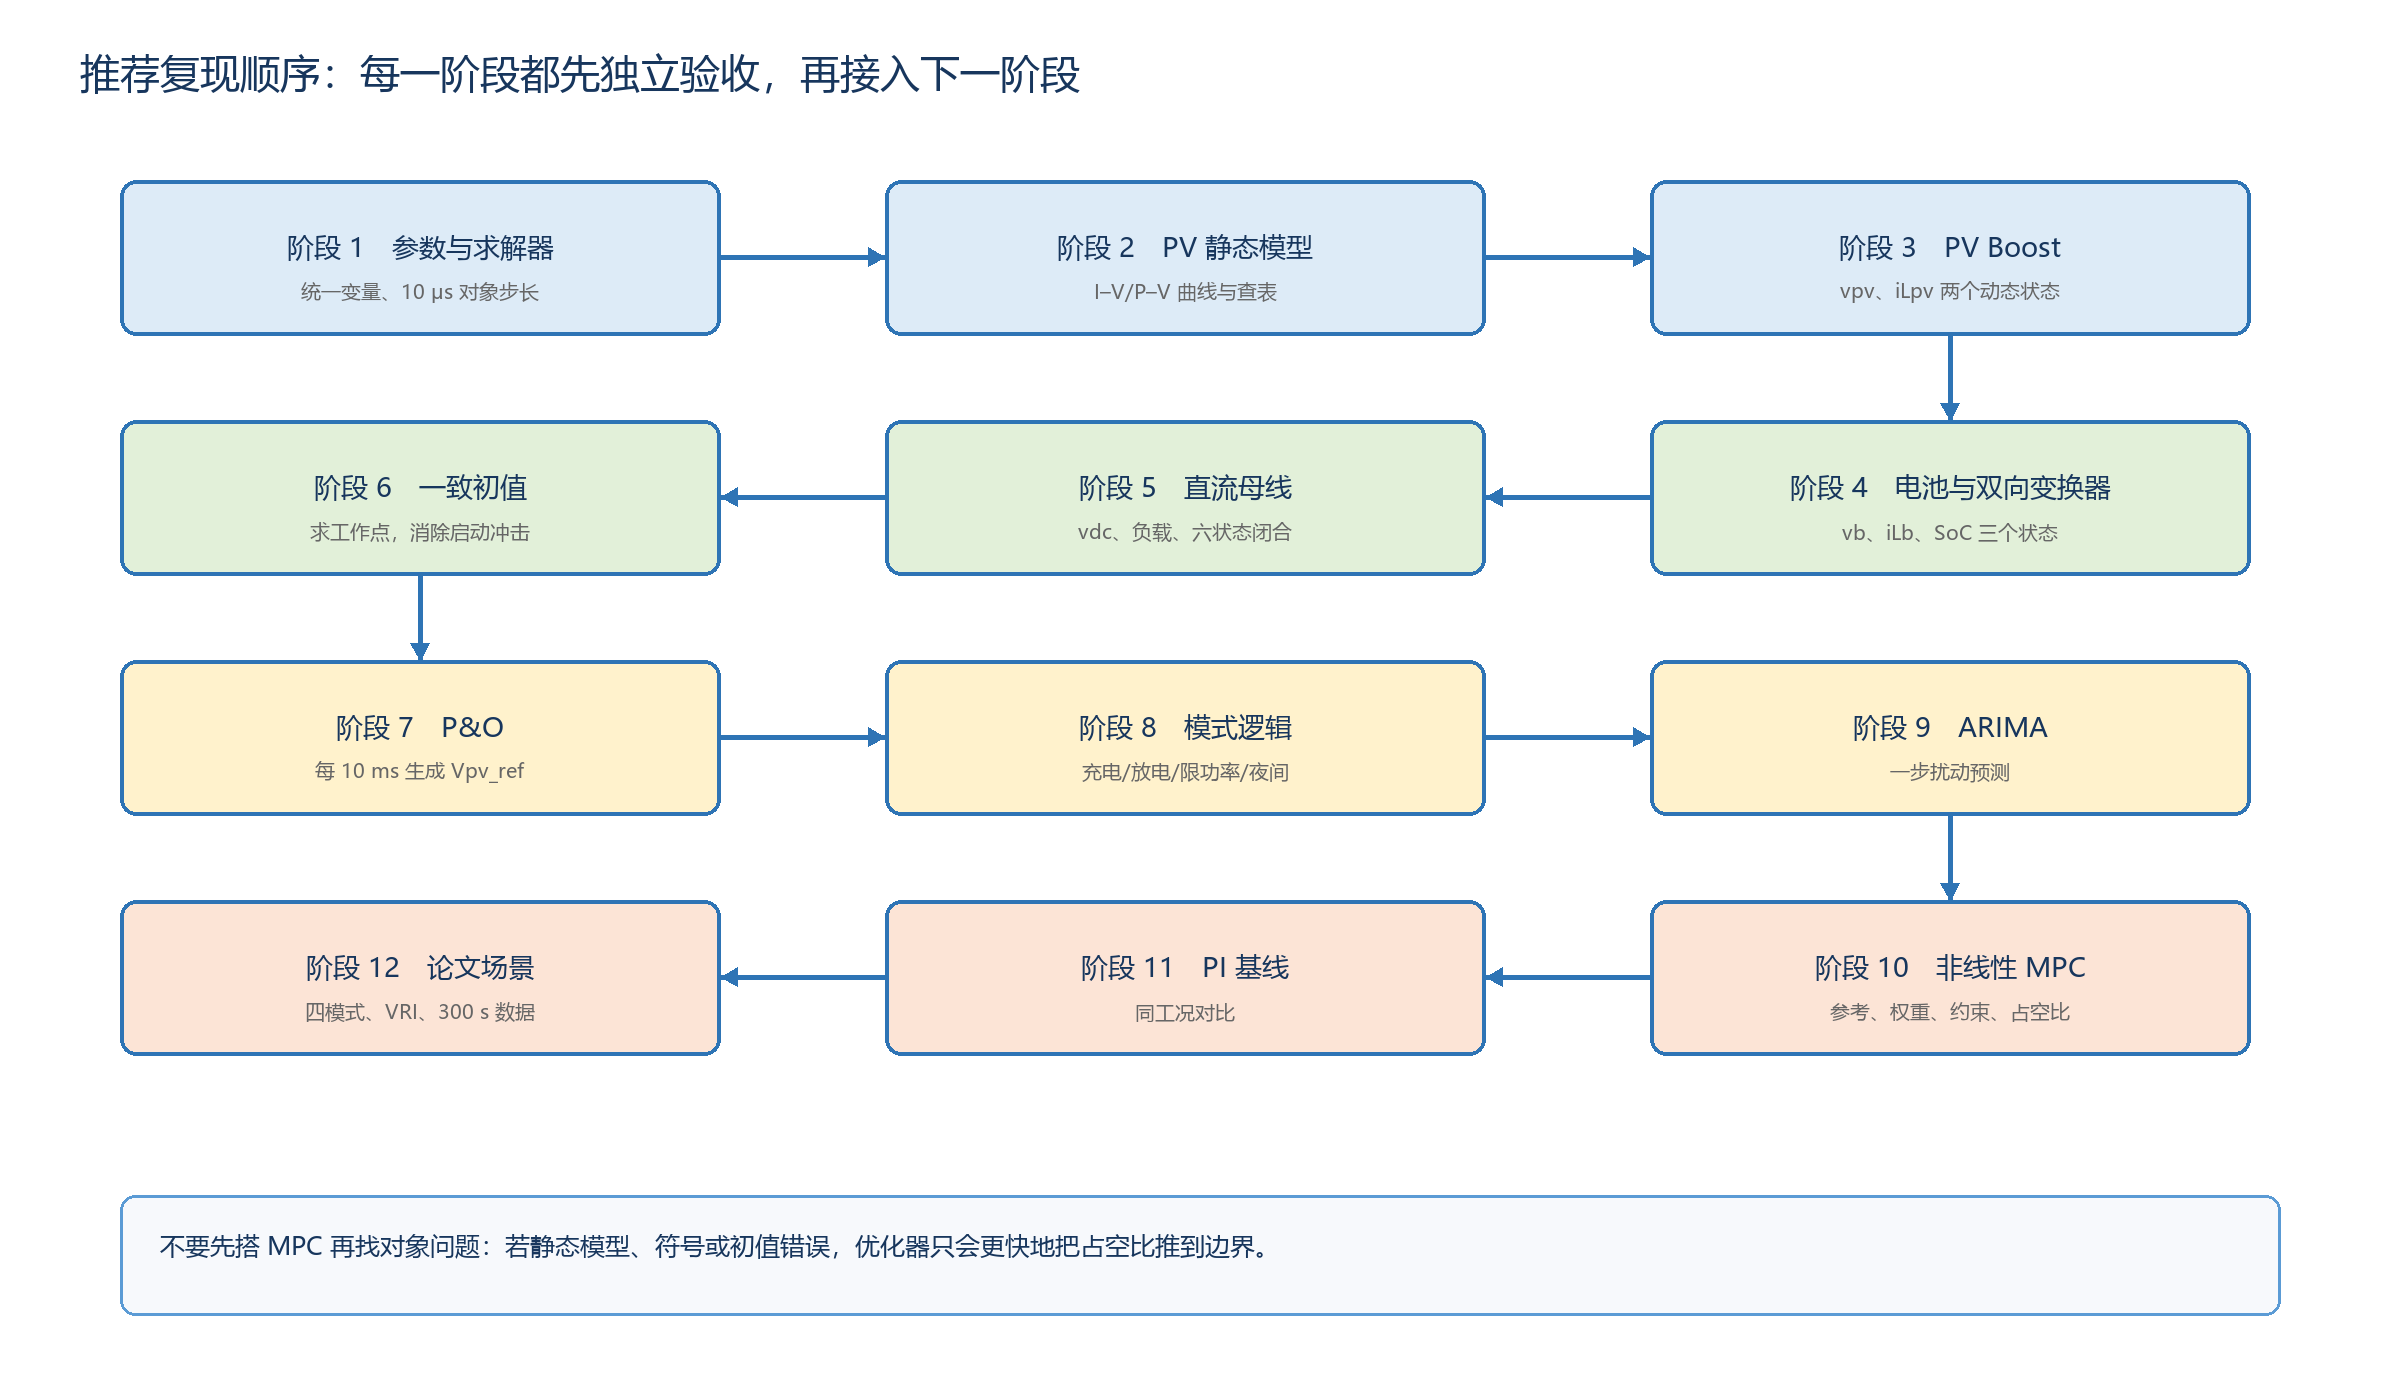 推荐复现顺序：每一阶段都先独立验收，再接入下一阶段
阶段 1　参数与求解器
统一变量、10 μs 对象步长
阶段 2　PV 静态模型
I–V/P–V 曲线与查表
阶段 3　PV Boost
vpv、iLpv 两个动态状态
阶段 4　电池与双向变换器
vb、iLb、SoC 三个状态
阶段 5　直流母线
vdc、负载、六状态闭合
阶段 6　一致初值
求工作点，消除启动冲击
阶段 7　P&O
每 10 ms 生成 Vpv_ref
阶段 8　模式逻辑
充电/放电/限功率/夜间
阶段 9　ARIMA
一步扰动预测
阶段 10　非线性 MPC
参考、权重、约束、占空比
阶段 11　PI 基线
同工况对比
阶段 12　论文场景
四模式、VRI、300 s 数据
不要先搭 MPC 再找对象问题：若静态模型、符号或初值错误，优化器只会更快地把占空比推到边界。